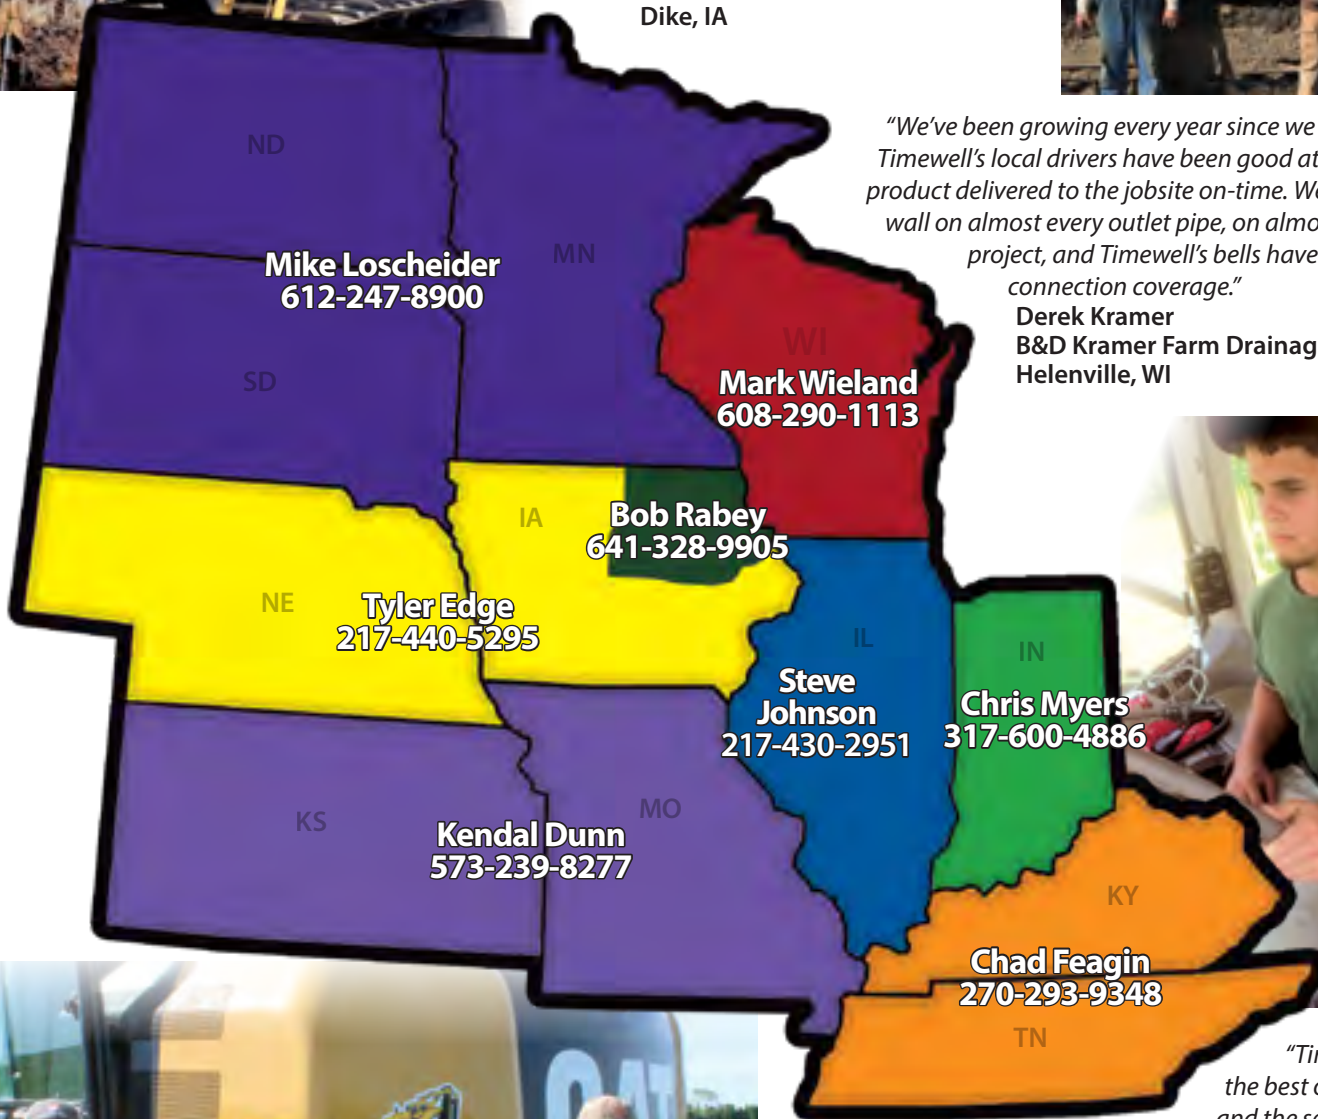 Dike, IA
“We’ve been growing every year since we
Timewell’s local drivers have been good at
product delivered to the jobsite on-time. We
wall on almost every outlet pipe, on almo
project, and Timewell’s bells have
connection coverage.”
Derek Kramer
B&D Kramer Farm Drainag
Helenville, WI
ND
MN
Mike Loscheider
612-247-8900
SD
WI
Mark Wieland
608-290-1113
IA
Bob Rabey
641-328-9905
NE
Tyler Edge
217-440-5295
IL
Steve
Johnson
217-430-2951
IN
Chris Myers
317-600-4886
KS
MO
Kendal Dunn
573-239-8277
KY
Chad Feagin
270-293-9348
TN
CAT
“Ti
the best
and the s